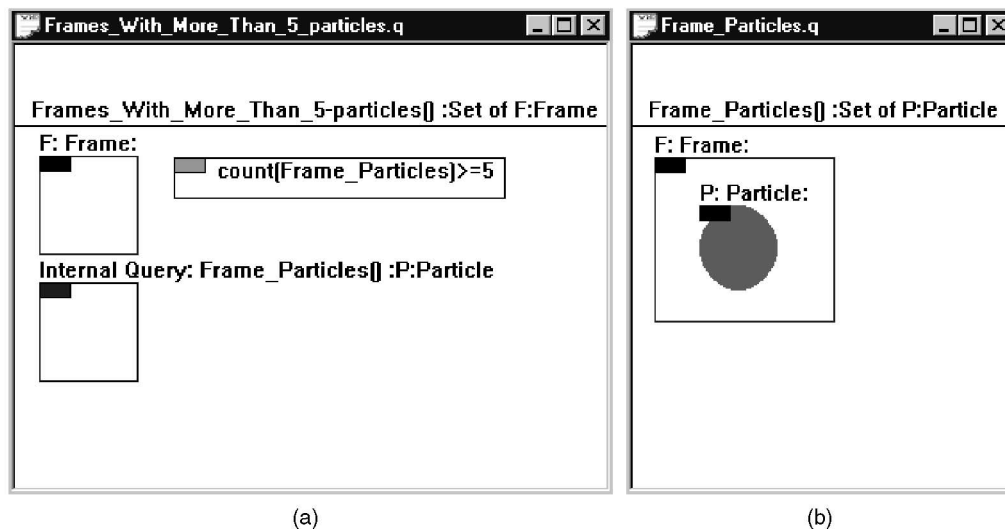 Frames_With_More_Than_5_particles.q
Frames_With_More_Than_5-particles() :Set of F:Frame
F: Frame:
count(Frame_Particles)>=5
Internal Query: Frame_Particles() :P:Particle
(a)
Frame_Particles.q
Frame_Particles() :Set of P:Particle
F: Frame:
P: Particle:
(b)